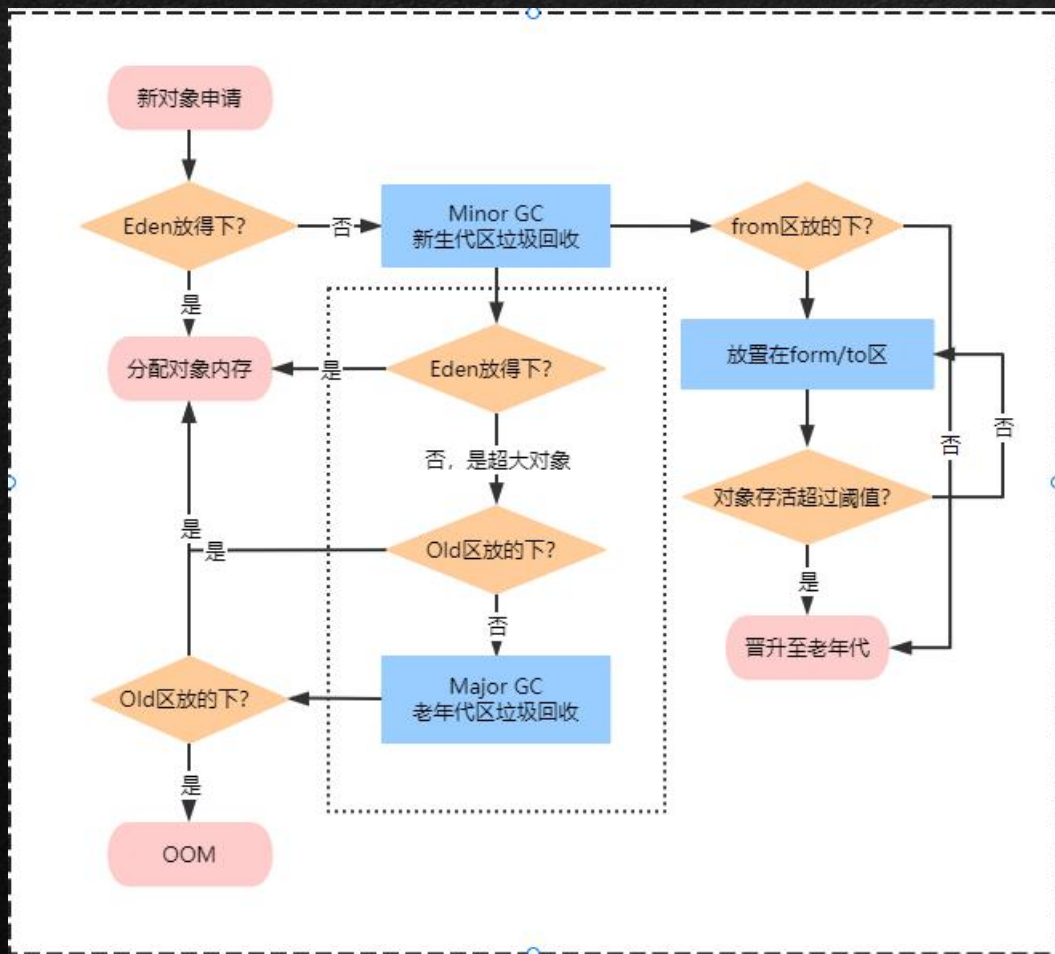 新对象申请
Eden放得下?
否
Minor GC
新生代区垃圾回收
from区放的下?
是
分配对象内存
是
Eden放得下?
放置在form/to区
否，是超大对象
否
否
对象存活超过阈值?
是
是
Old区放的下?
是
否
晋升至老年代
Old区放的下?
Major GC
老年代区垃圾回收
是
OOM